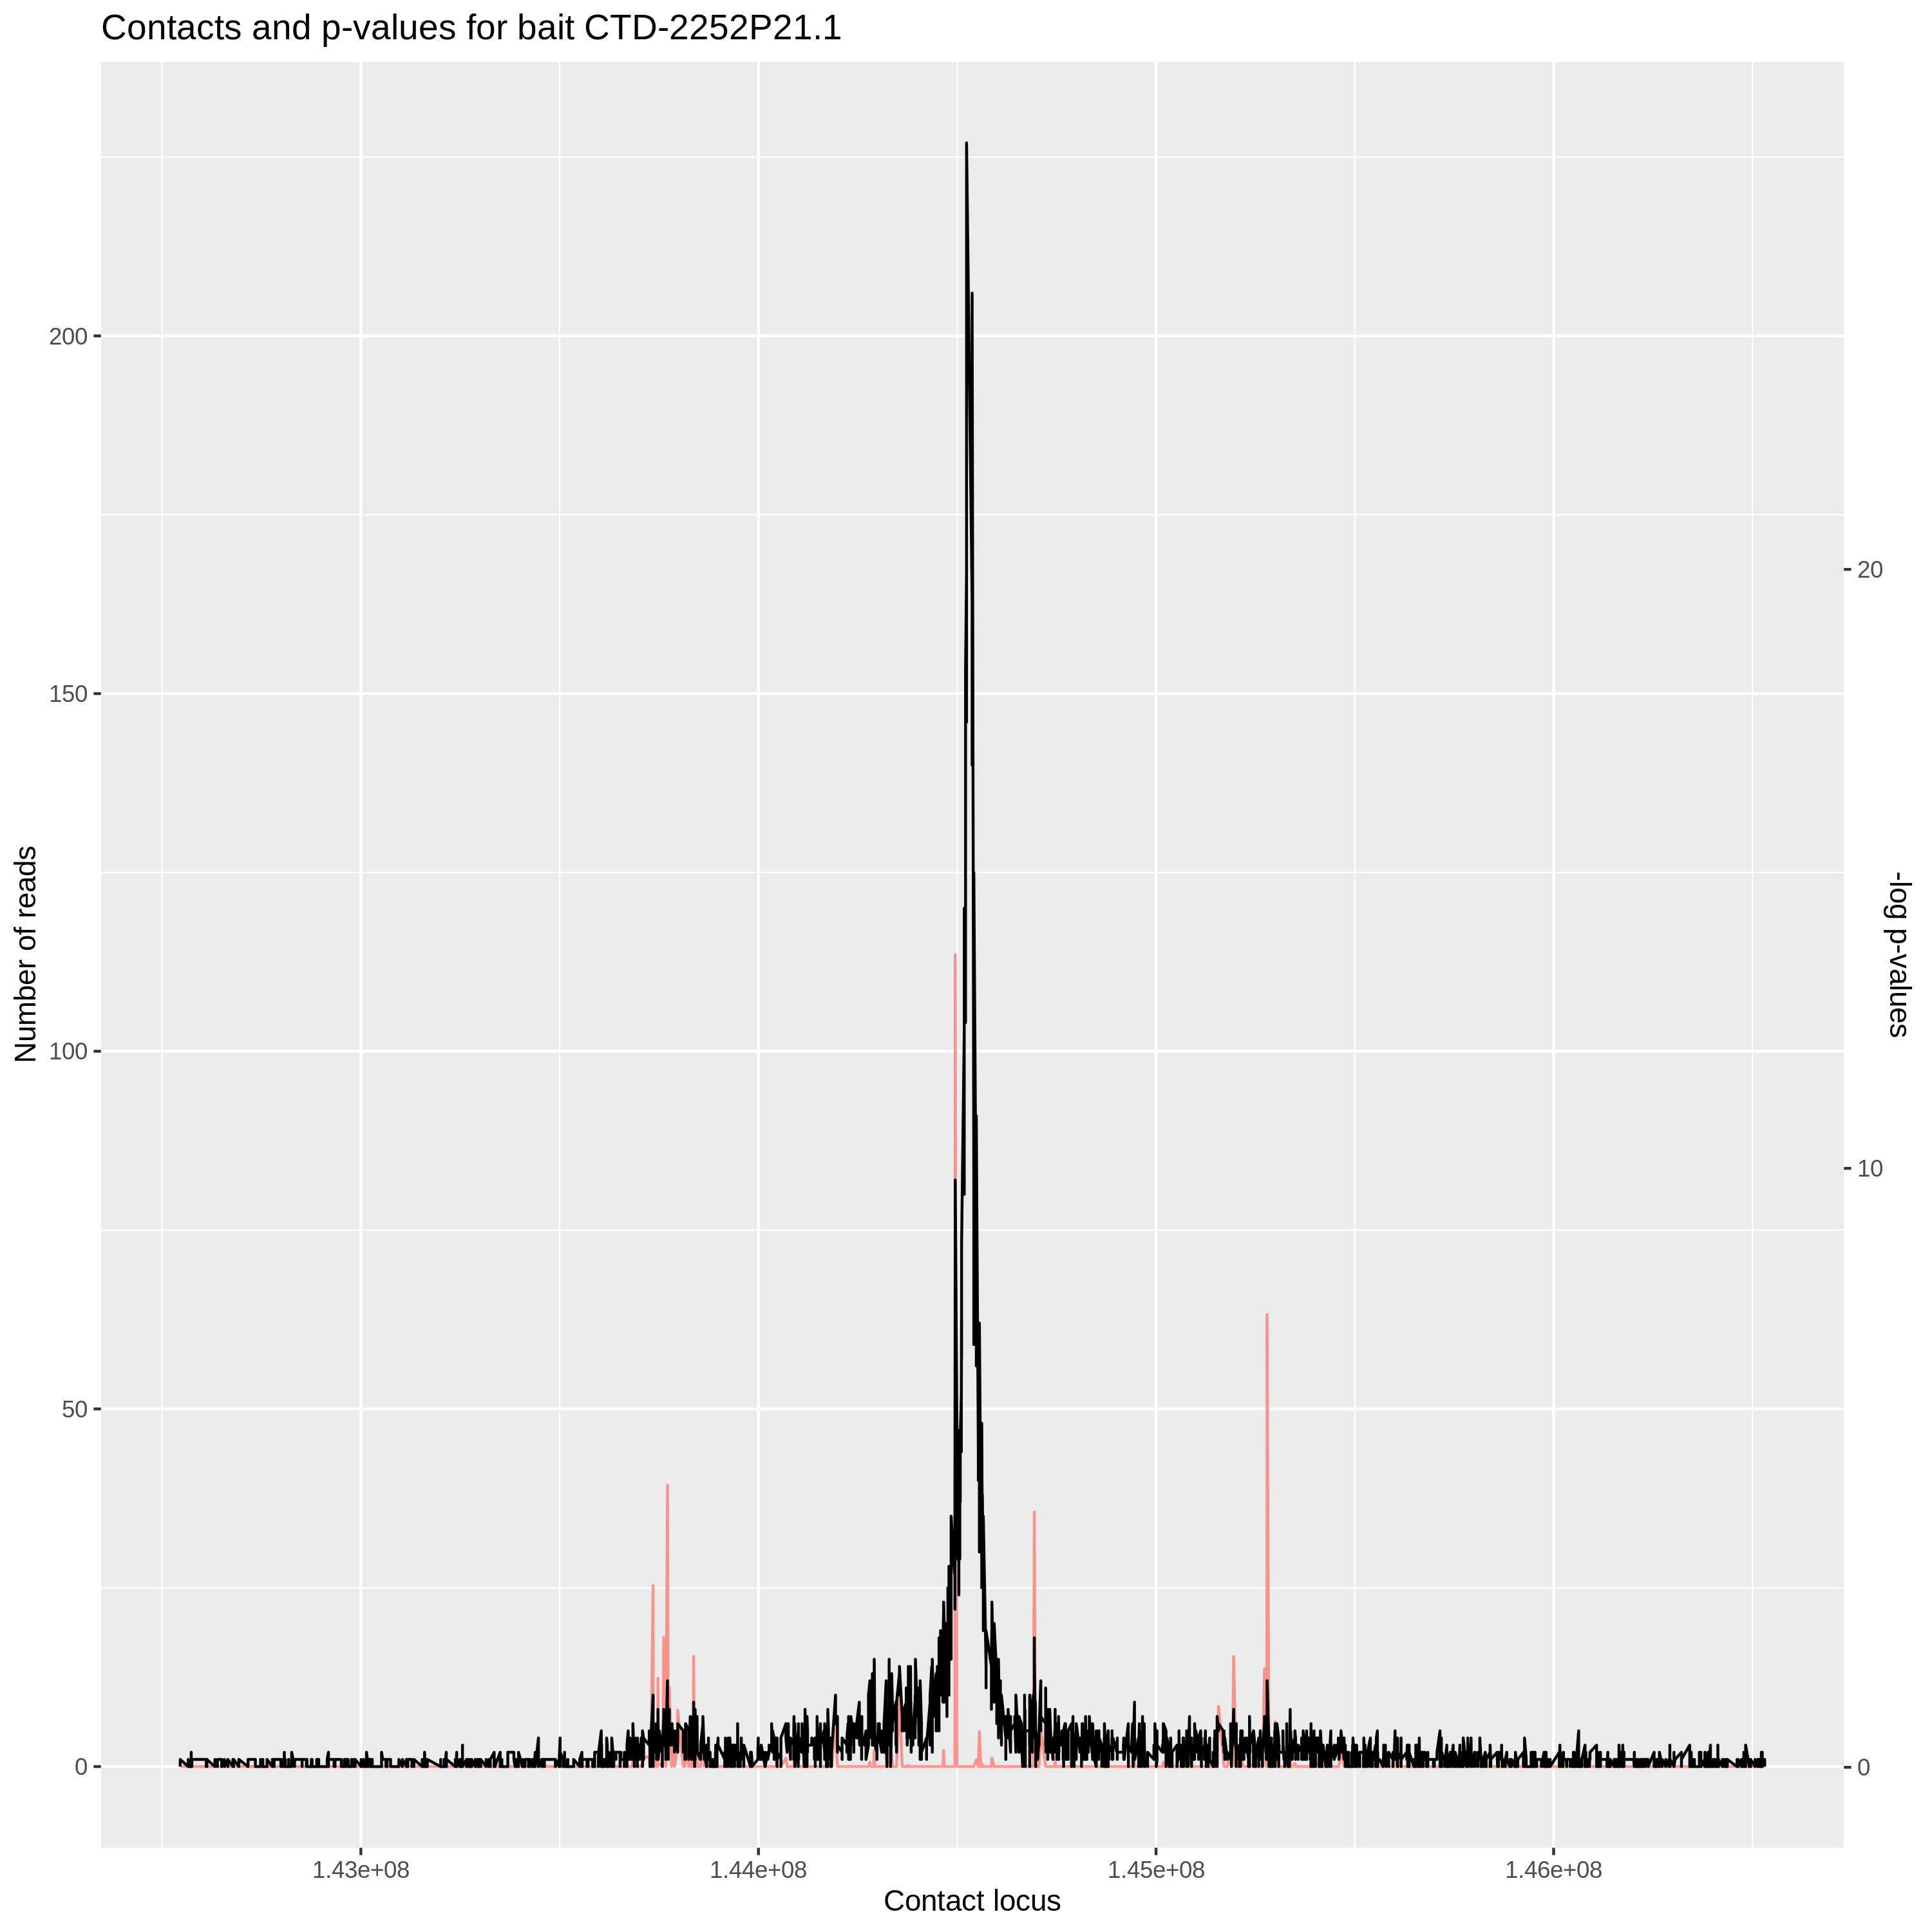 Contacts and p-values for bait CTD-2252P21.1
Number of reads
200
150
100
50
0
20
10
0
-log p-values
1.43e+08
1.44e+08
1.45e+08
1.46e+08
Contact locus